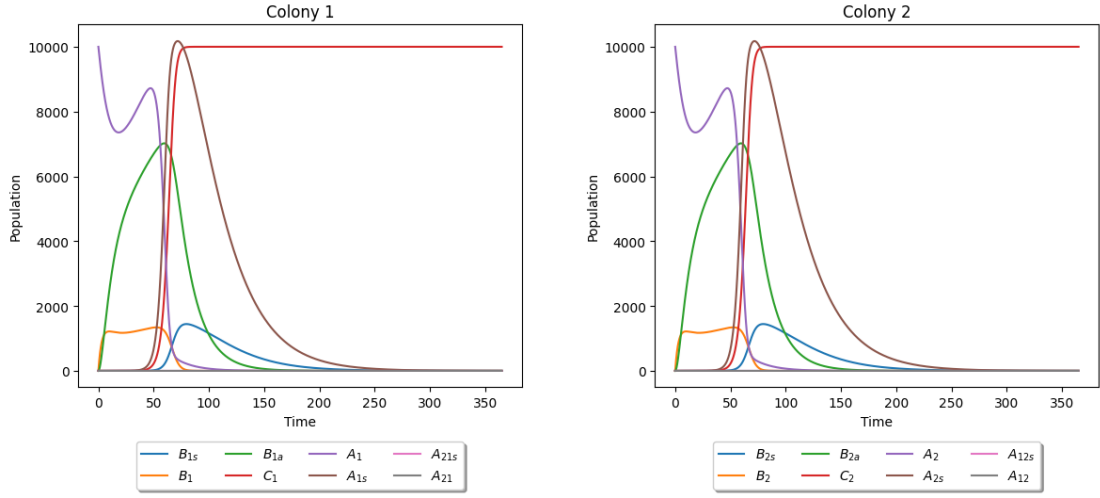 Colony 1
Population
10000
8000
6000
4000
2000
0
0 50 100 150 200 250 300 350
Time
B1s B1a A1 A21s
B1 C1 A1s A21
Colony 2
Population
10000
8000
6000
4000
2000
0
0 50 100 150 200 250 300 350
Time
B2s B2a A2 A12s
B2 C2 A2s A12